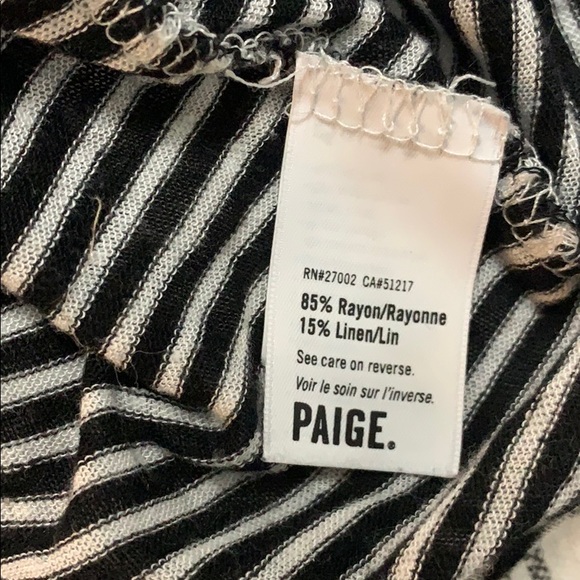 RN#27002 CA#51217
85% Rayon/Rayonne
15% Linen/Lin
See care on reverse.
Voir le soin sur l'inverse.
PAIGE.